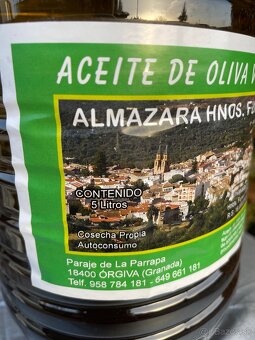 ACEITE DE OLIVA V
ALMAZARA HNOS. FU
CONTENIDO
5 Litros
Cosecha Propia
Autoconsumo
Paraje de La Parrapa
18400 ÓRGIVA (Granada)
Telf. 958 784 181 - 649 661 181